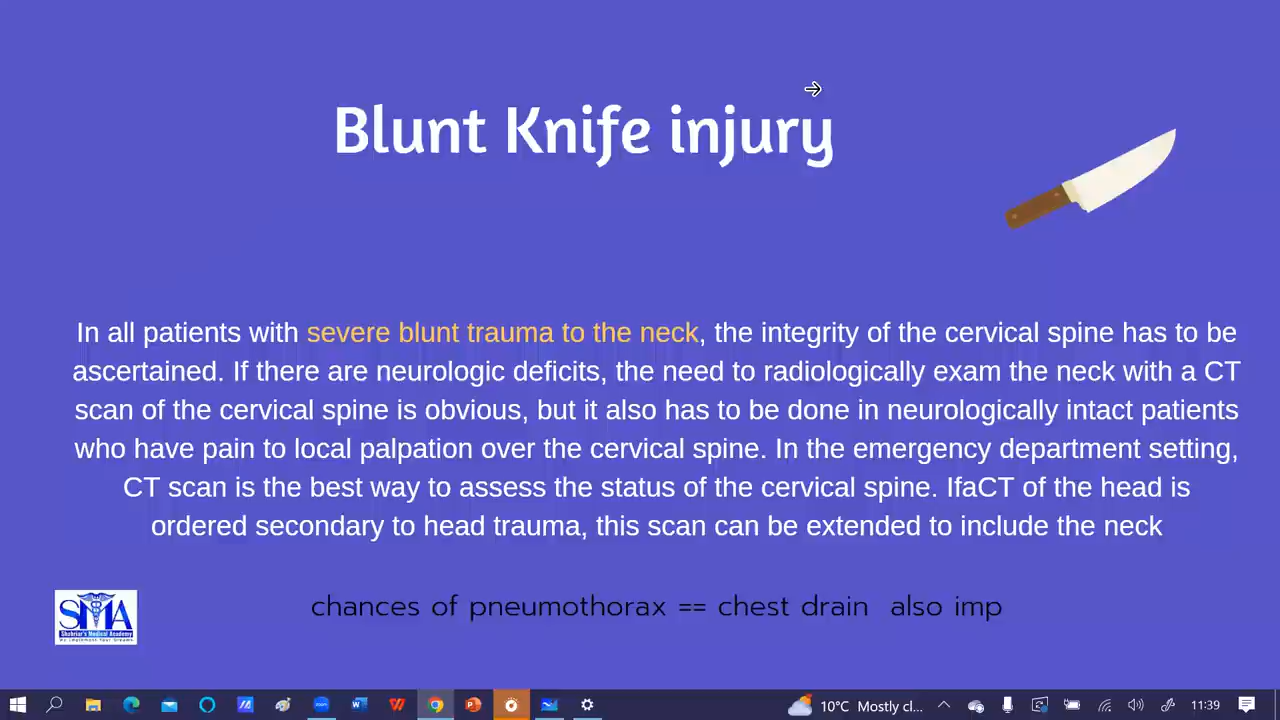 Blunt Knife injury
In all patients with severe blunt trauma to the neck, the integrity of the cervical spine has to be
ascertained. If there are neurologic deficits, the need to radiologically exam the neck with a CT
scan of the cervical spine is obvious, but it also has to be done in neurologically intact patients
who have pain to local palpation over the cervical spine. In the emergency department setting,
CT scan is the best way to assess the status of the cervical spine. IfaCT of the head is
ordered secondary to head trauma, this scan can be extended to include the neck
chances of pneumothorax == chest drain also imp
SMA
Shahriar's Medical Academy
10°C Mostly cl... 11:39